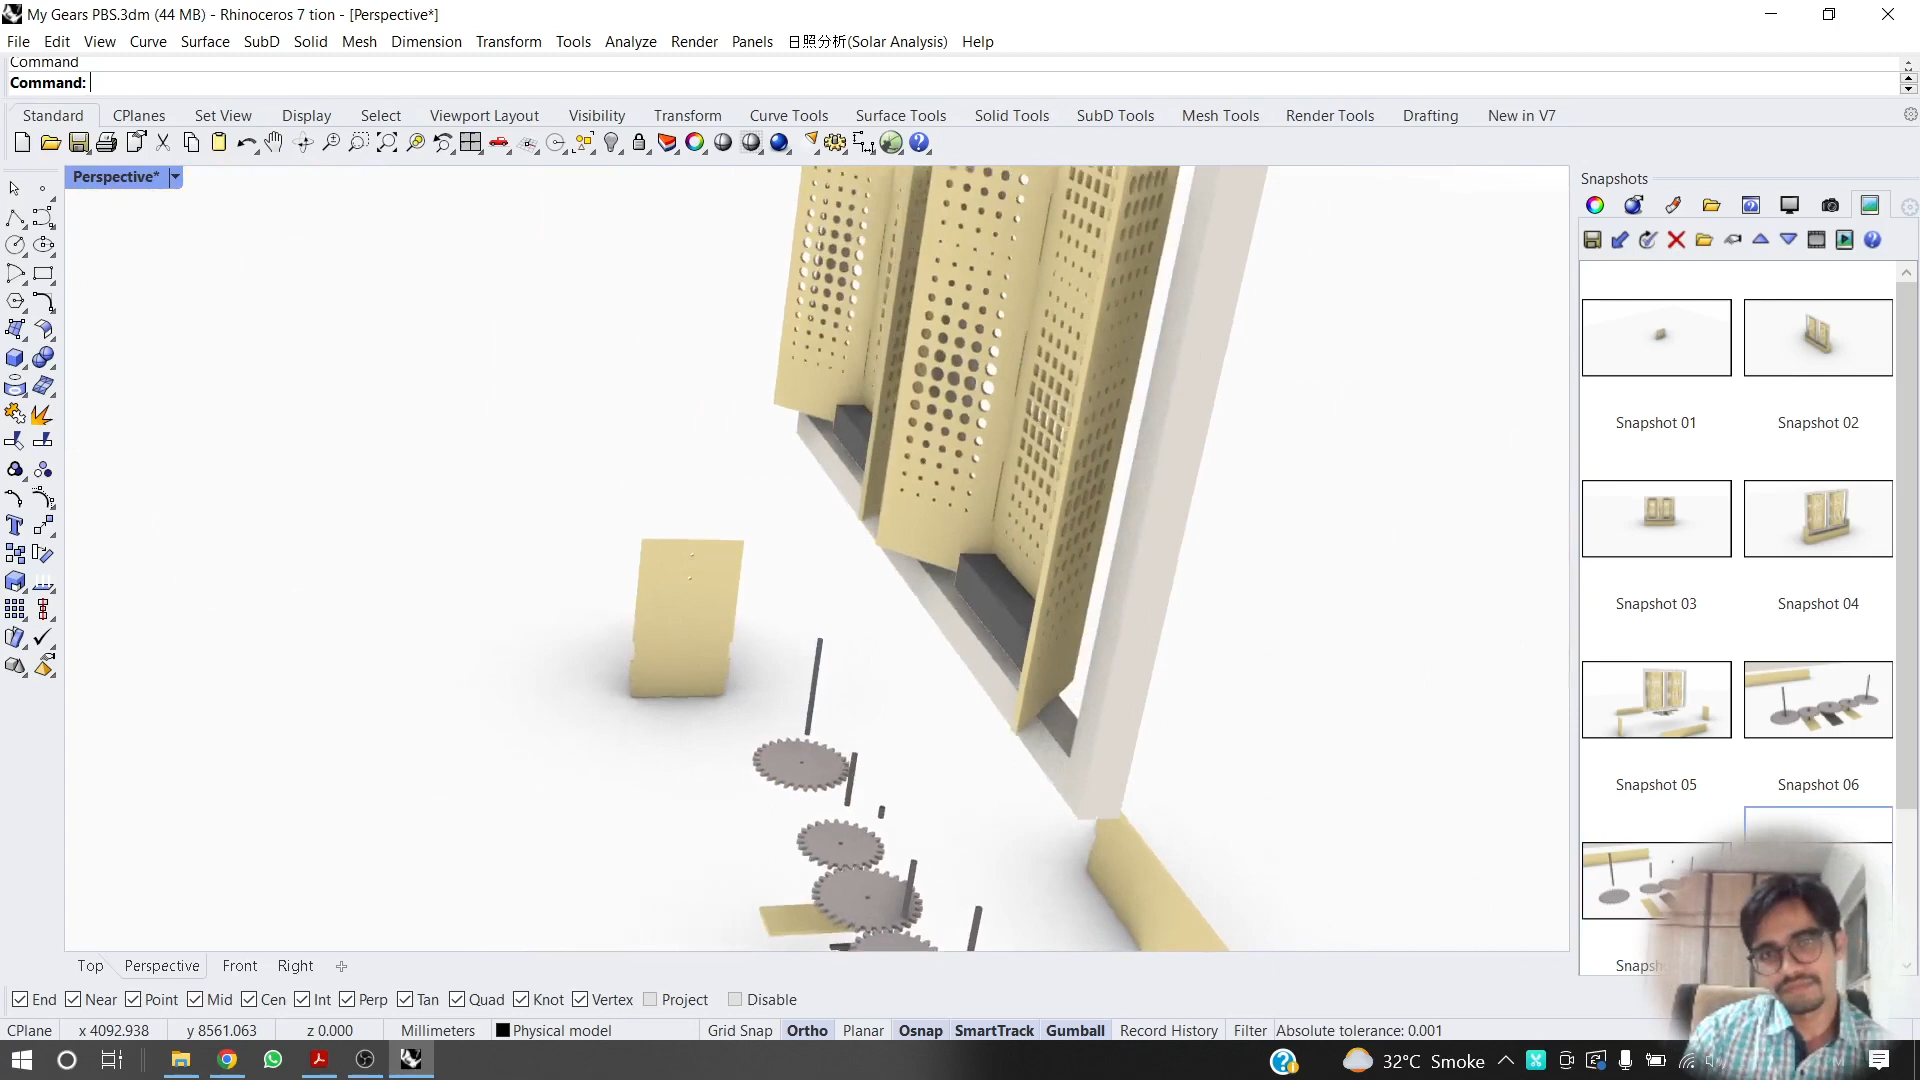 My Gears PBS.3dm (44 MB) - Rhinoceros 7 tion - [Perspective*]
File Edit View Curve Surface SubD Solid Mesh Dimension Transform Tools Analyze Render Panels 日照分析(Solar Analysis) Help
Command
Command:
Standard CPlanes Set View Display Select Viewport Layout Visibility Transform Curve Tools Surface Tools Solid Tools SubD Tools Mesh Tools Render Tools Drafting New in V7
Perspective*
Snapshots
Snapshot 01 Snapshot 02
Snapshot 03 Snapshot 04
Snapshot 05 Snapshot 06
Top Perspective Front Right
End Near Point Mid Cen Int Perp Tan Quad Knot Vertex Project Disable
CPlane x 4092.938 y 8561.063 z 0.000 Millimeters Physical model Grid Snap Ortho Planar Osnap SmartTrack Gumball Record History Filter Absolute tolerance: 0.001
32°C Smoke